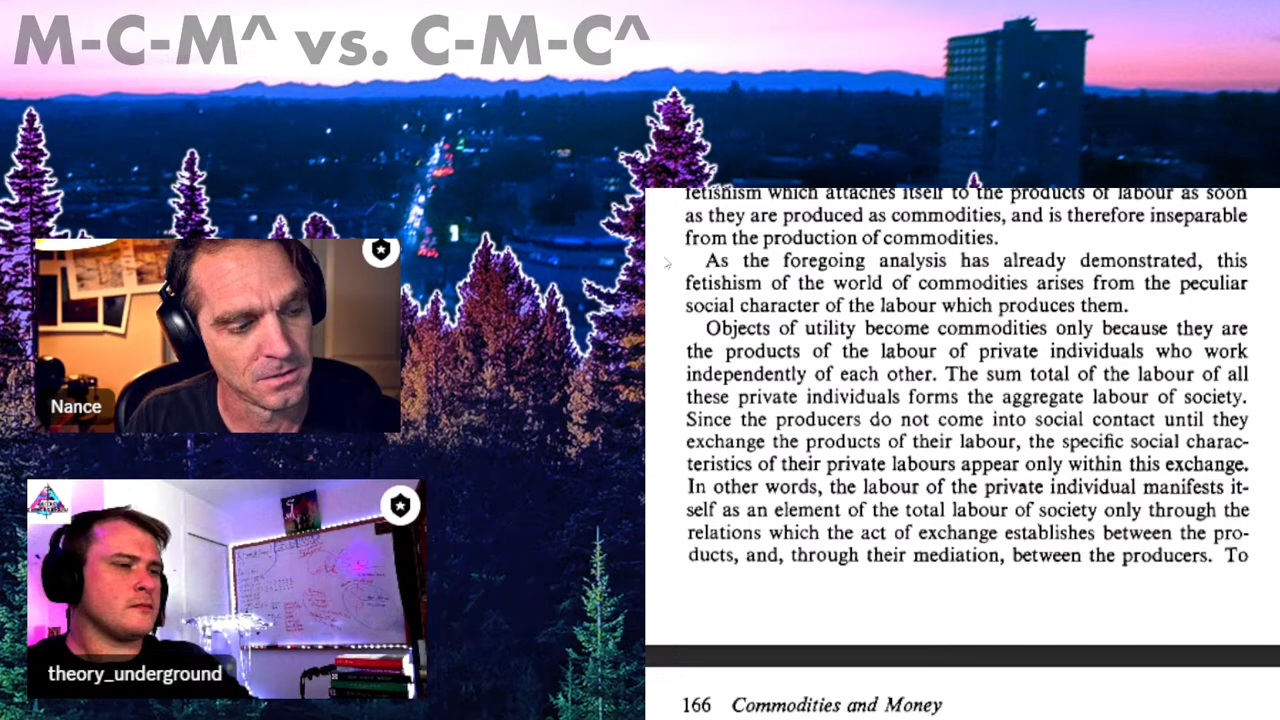 M-C-M^ vs. C-M-C^
Nance
theory_underground
fetishism which attaches itself to the products of labour as soon
as they are produced as commodities, and is therefore inseparable
from the production of commodities.
As the foregoing analysis has already demonstrated, this
fetishism of the world of commodities arises from the peculiar
social character of the labour which produces them.
Objects of utility become commodities only because they are
the products of the labour of private individuals who work
independently of each other. The sum total of the labour of all
these private individuals forms the aggregate labour of society.
Since the producers do not come into social contact until they
exchange the products of their labour, the specific social charac-
teristics of their private labours appear only within this exchange.
In other words, the labour of the private individual manifests it-
self as an element of the total labour of society only through the
relations which the act of exchange establishes between the pro-
ducts, and, through their mediation, between the producers. To
166 Commodities and Money